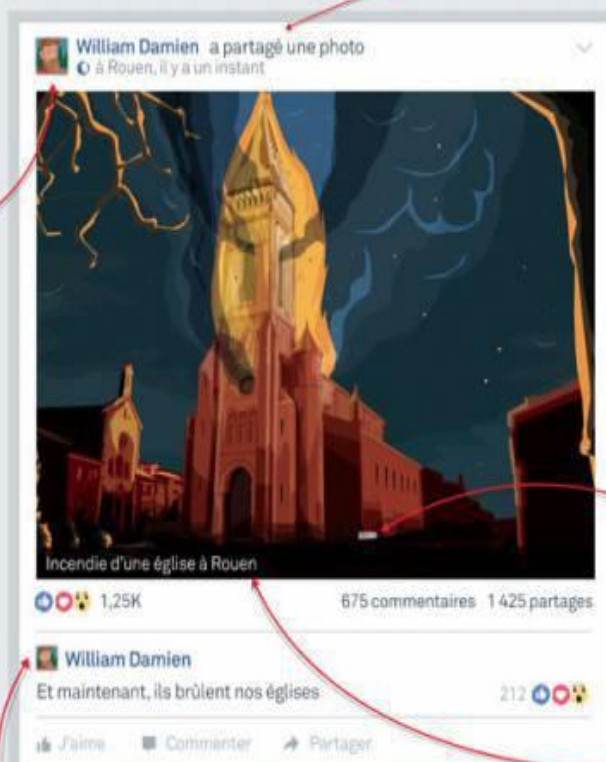 William Damien a partagé une photo
à Rouen, il y a un instant
Incendie d'une église à Rouen
1,25K 675 commentaires 1 425 partages
William Damien
Et maintenant, ils brûlent nos églises 212
J'aime Commenter Partager